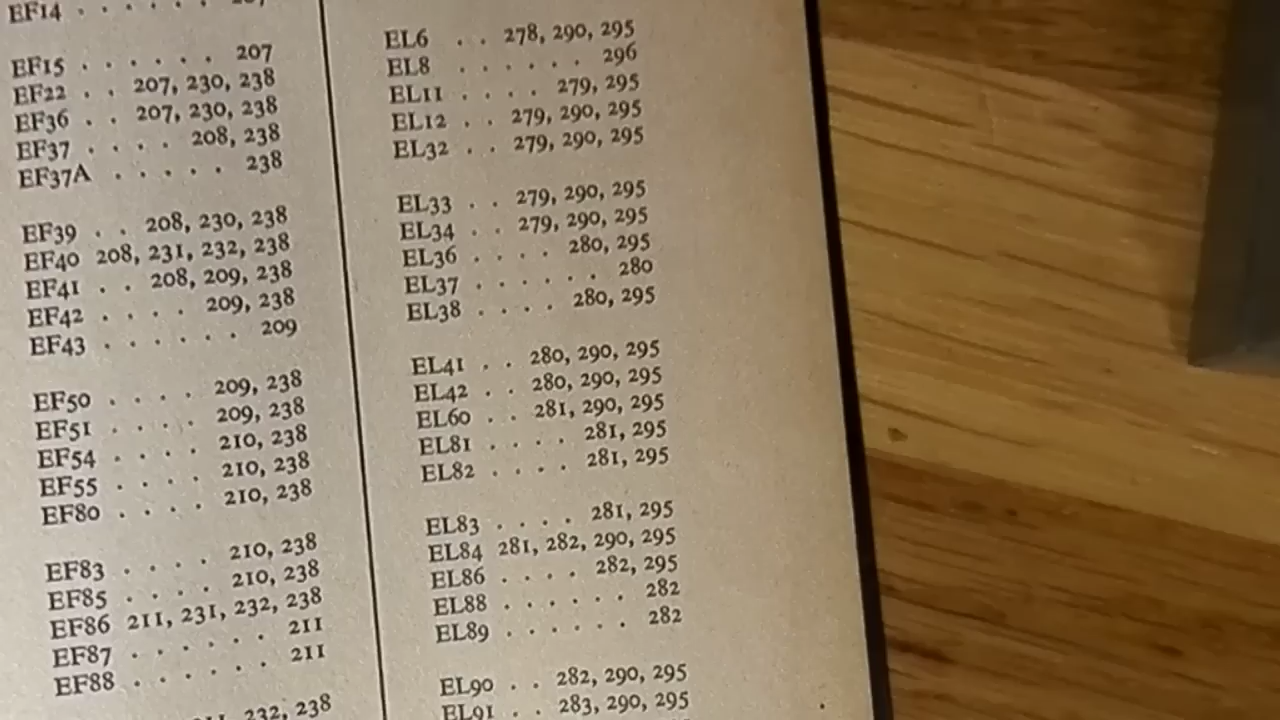 EF14 . . . . . .
EF15 . . . . . . 207
EF22 . . 207, 230, 238
EF36 . . 207, 230, 238
EF37 . . . . 208, 238
EF37A . . . . . 238
EF39 . . 208, 230, 238
EF40 208, 231, 232, 238
EF41 . . 208, 209, 238
EF42 . . . . 209, 238
EF43 . . . . . . 209
EF50 . . . . 209, 238
EF51 . . . . 209, 238
EF54 . . . . 210, 238
EF55 . . . . 210, 238
EF80 . . . . 210, 238
EF83 . . . . 210, 238
EF85 . . . . 210, 238
EF86 211, 231, 232, 238
EF87 . . . . . . 211
EF88 . . . . . . 211
232, 238
EL6 . . 278, 290, 295
EL8 . . . . . . 296
EL11 . . . . 279, 295
EL12 . . 279, 290, 295
EL32 . . 279, 290, 295
EL33 . . 279, 290, 295
EL34 . . 279, 290, 295
EL36 . . . . 280, 295
EL37 . . . . . . 280
EL38 . . . . 280, 295
EL41 . . 280, 290, 295
EL42 . . 280, 290, 295
EL60 . . 281, 290, 295
EL81 . . . . 281, 295
EL82 . . . . 281, 295
EL83 . . . . 281, 295
EL84 281, 282, 290, 295
EL86 . . . . 282, 295
EL88 . . . . . . 282
EL89 . . . . . . 282
EL90 . . 282, 290, 295
EL91 . . 283, 290, 295